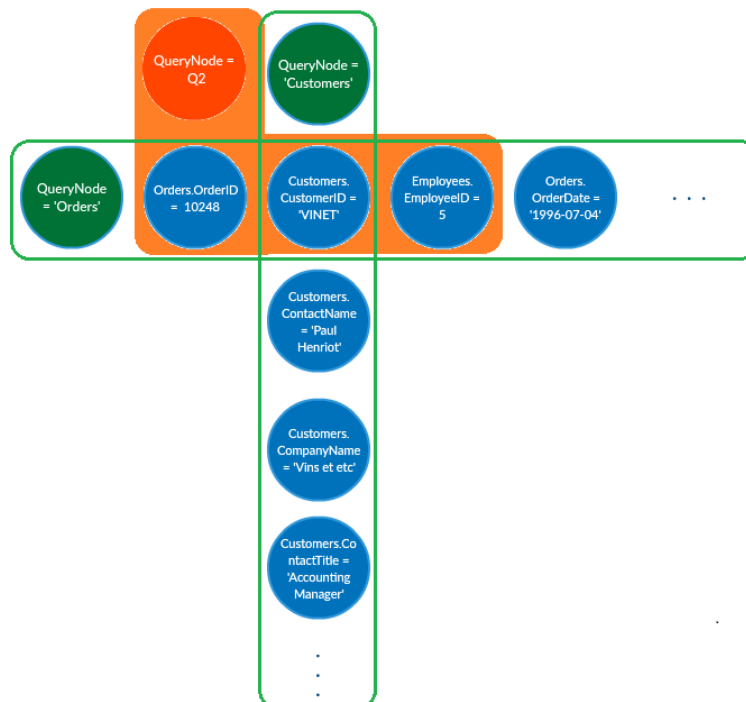 QueryNode =
Q2
QueryNode =
'Customers'
QueryNode
= 'Orders'
Orders.OrderID
= 10248
Customers.
CustomerID =
'VINET'
Employees.
EmployeeID =
5
Orders.
OrderDate =
'1996-07-04'
. . .
Customers.
ContactName
= 'Paul
Henriot'
Customers.
CompanyName
= 'Vins et etc'
Customers.Co
ntactTitle =
'Accounting
Manager'
.
.
.
.